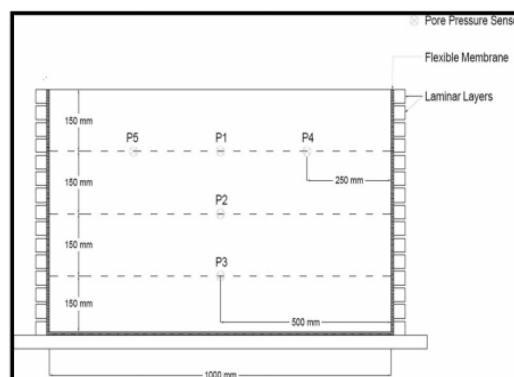 Pore Pressure Sense
Flexible Membrane
Laminar Layers
150 mm
P5 P1 P4
150 mm
250 mm
P2
150 mm
P3
150 mm
500 mm
1000 mm